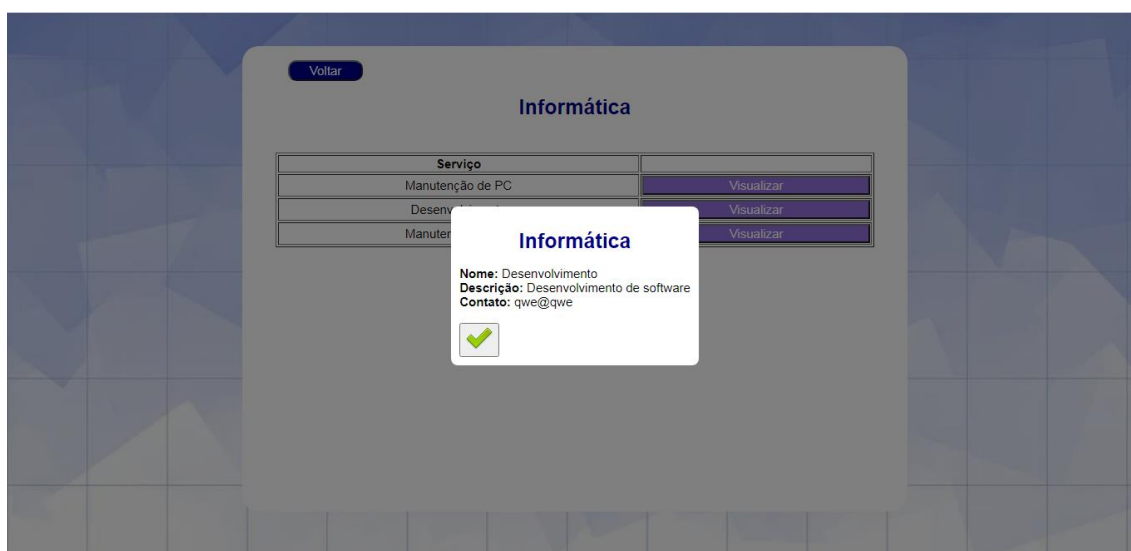 Voltar
Informática
Serviço
Manutenção de PC Visualizar
Visualizar
Visualizar
Informática
Nome: Desenvolvimento
Descrição: Desenvolvimento de software
Contato: qwe@qwe